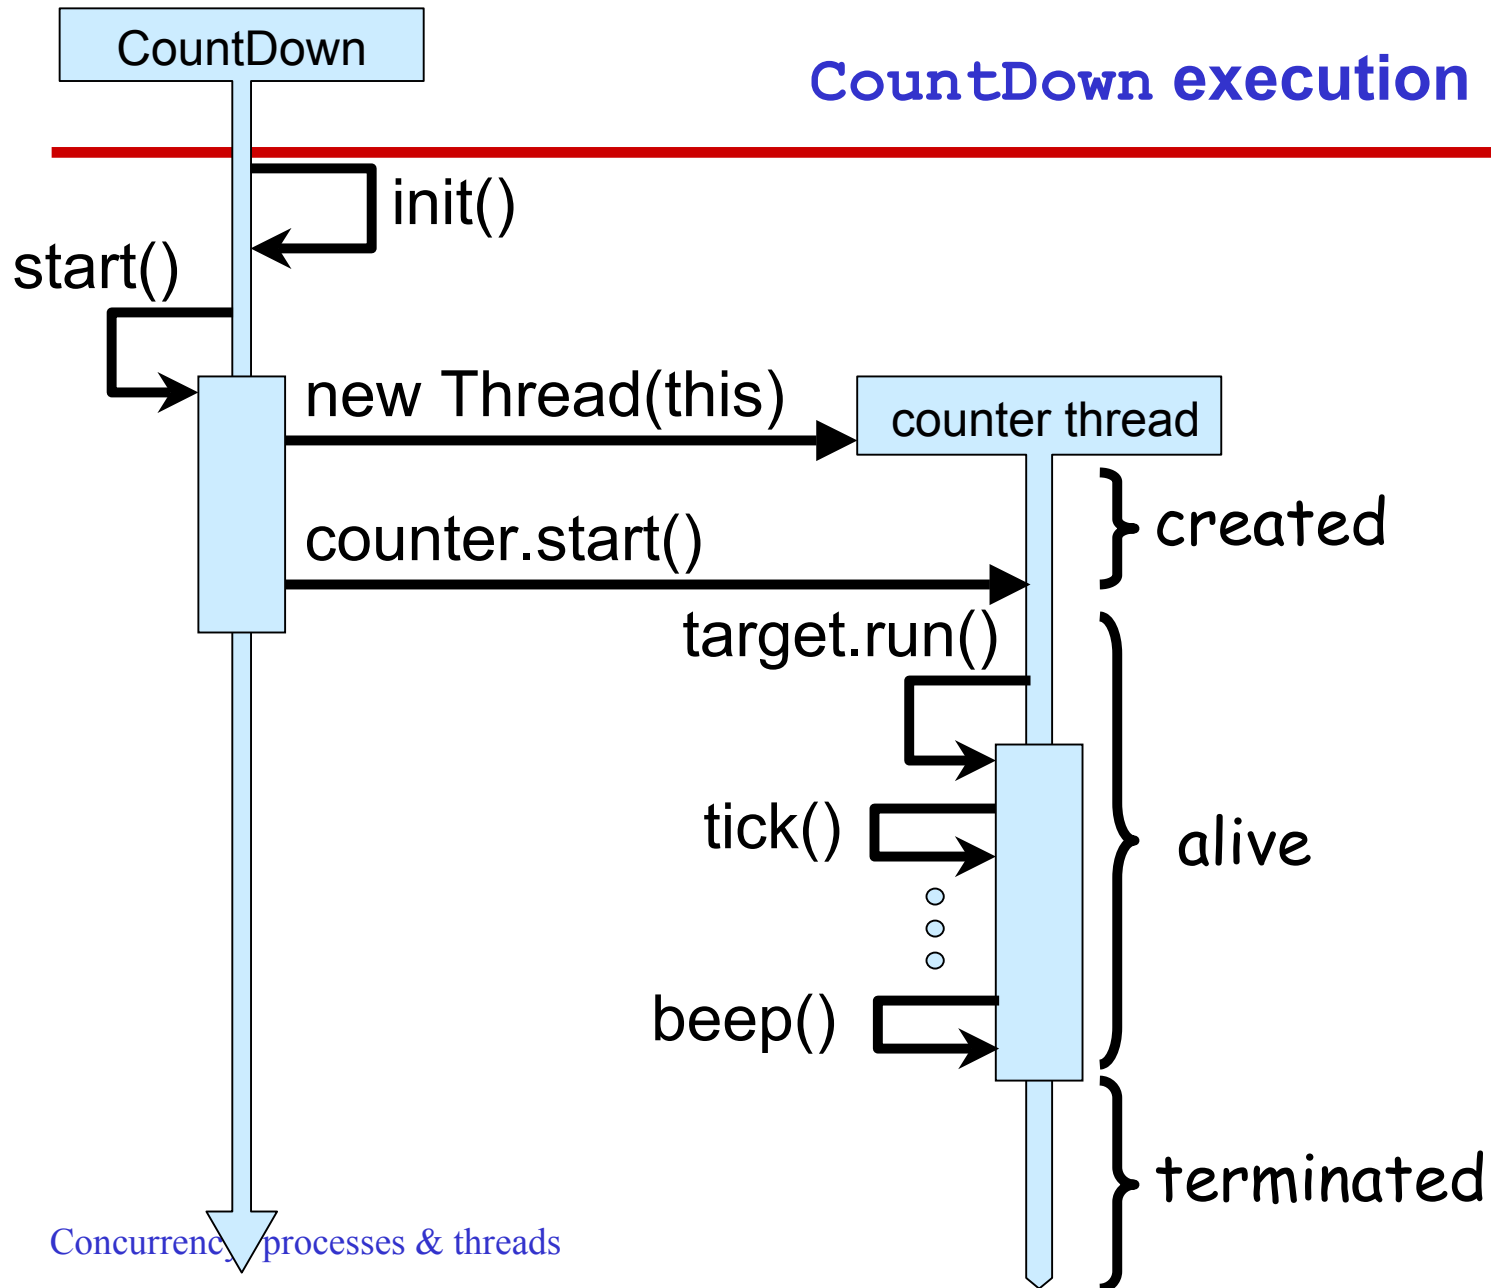 CountDown
CountDown execution
init()
start()
new Thread(this)
counter thread
created
counter.start()
target.run()
tick()
alive
beep()
terminated
Concurrency processes & threads